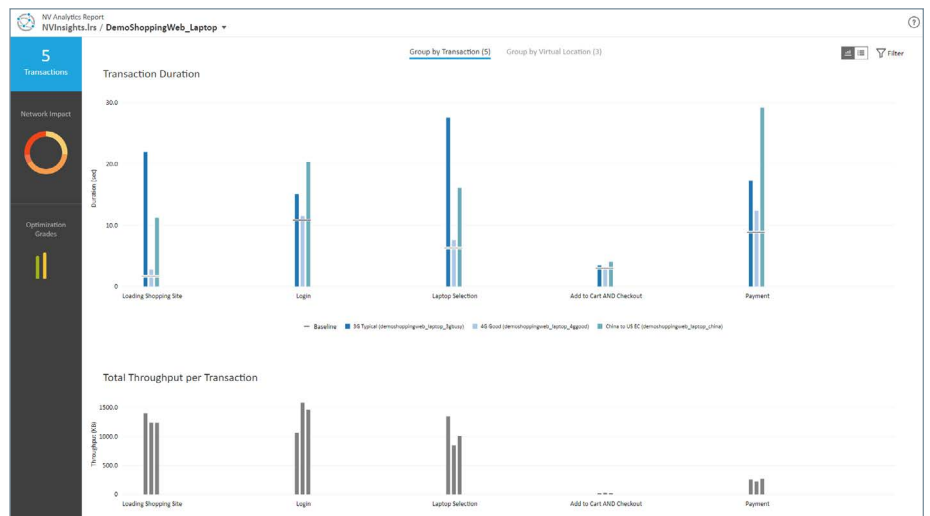 NV Analytics Report
NVInsights.lrs / DemoShoppingWeb_Laptop
?
5
Transactions
Network Impact
Optimization
Grades
Group by Transaction (5) Group by Virtual Location (3)
Filter
Transaction Duration
30.0
20.0
10.0
0
Duration (sec)
Loading Shopping Site Login Laptop Selection Add to Cart AND Checkout Payment
Baseline 3G Typical (demoshoppingweb_laptop_3gbusy) 4G Good (demoshoppingweb_laptop_4ggood) China to US EC (demoshoppingweb_laptop_china)
Total Throughput per Transaction
1500.0
1000.0
500.0
0
Throughput (KB)
Loading Shopping Site Login Laptop Selection Add to Cart AND Checkout Payment